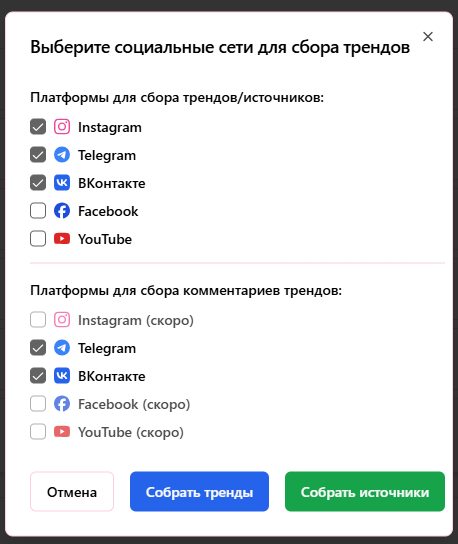 Выберите социальные сети для сбора трендов
Платформы для сбора трендов/источников:
Instagram
Telegram
ВКонтакте
Facebook
YouTube
Платформы для сбора комментариев трендов:
Instagram (скоро)
Telegram
ВКонтакте
Facebook (скоро)
YouTube (скоро)
Отмена Собрать тренды Собрать источники